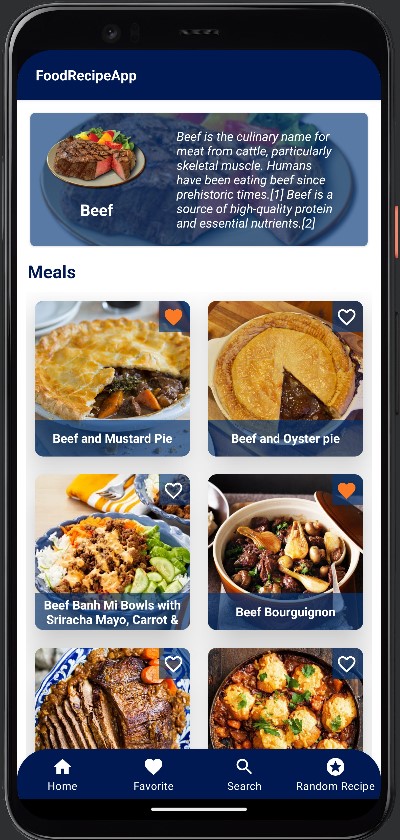 FoodRecipeApp
Beef is the culinary name for
meat from cattle, particularly
skeletal muscle. Humans
have been eating beef since
prehistoric times.[1] Beef is a
source of high-quality protein
and essential nutrients.[2]
Beef
Meals
Beef and Mustard Pie
Beef and Oyster pie
Beef Banh Mi Bowls with
Sriracha Mayo, Carrot &
Beef Bourguignon
Home
Favorite
Search
Random Recipe